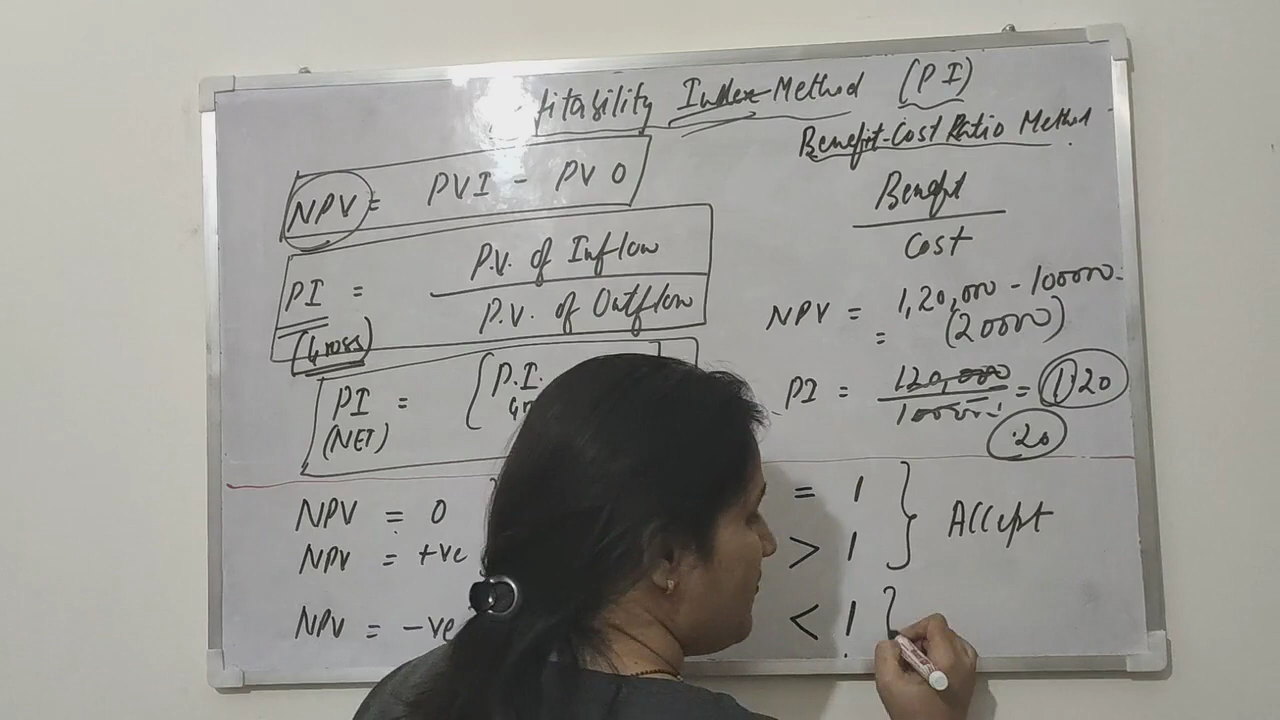 fitability Index Method (PI)
Benefit-Cost Ratio Method
NPV = PVI - PVO
Benefit
Cost
PI = P.V. of Inflow
P.V. of Outflow
(Gross)
NPV = 1,20,000 - 100000
= (20000)
PI = 120,000 = 1.20
100000
.20
PI = [P.I.
(NET)
NPV = 0 = 1
NPV = +ve > 1
Accept
NPV = -ve < 1